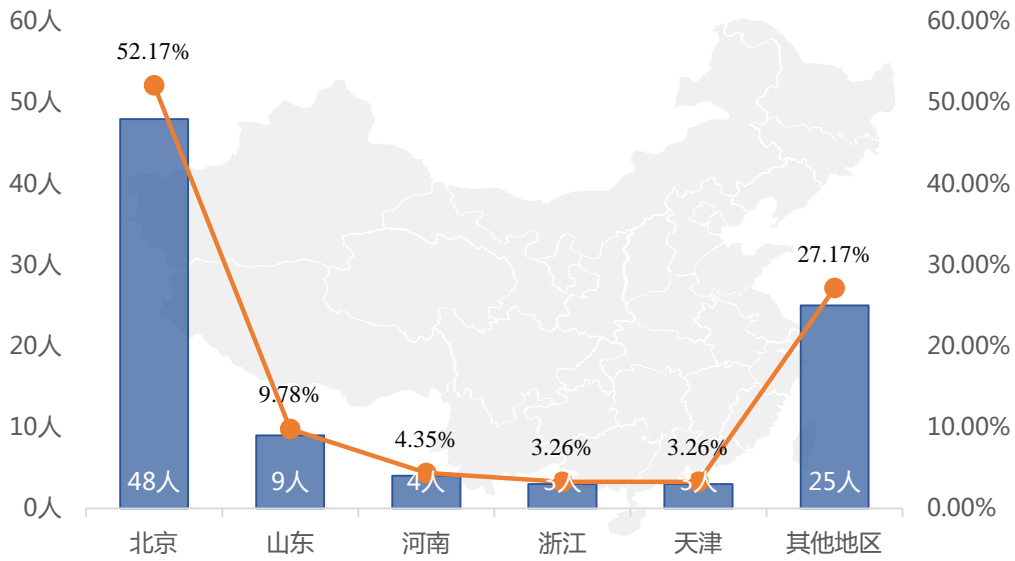 60人
50人
40人
30人
20人
10人
0人
60.00%
50.00%
40.00%
30.00%
20.00%
10.00%
0.00%
52.17%
9.78%
4.35%
3.26%
3.26%
27.17%
48人
9人
4人
3人
3人
25人
北京
山东
河南
浙江
天津
其他地区